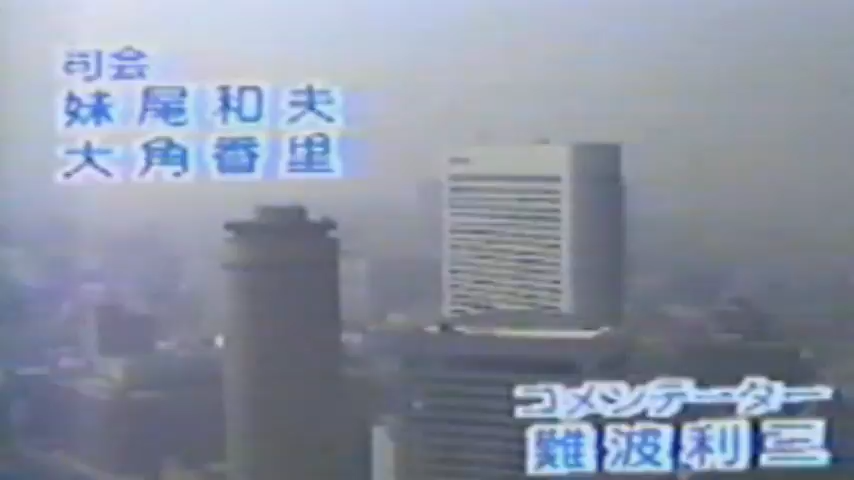 司会
妹尾和夫
大角香里
コメンテーター
難波利三